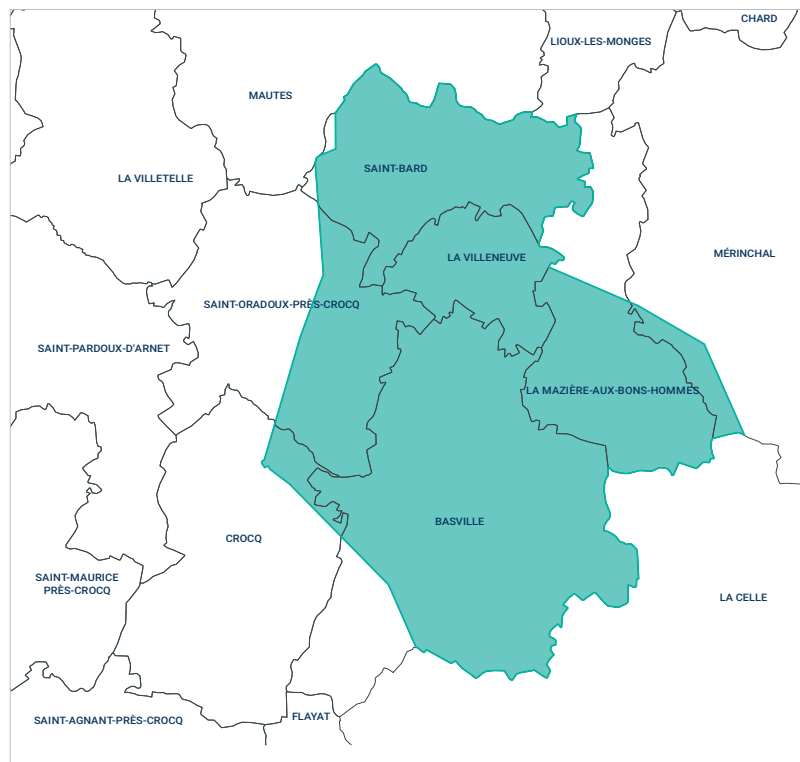 CHARD
LIOUX-LES-MONGES
MAUTES
SAINT-BARD
LA VILLETELLE
MÉRINCHAL
LA VILLENEUVE
SAINT-ORADOUX-PRÈS-CROCQ
SAINT-PARDOUX-D'ARNET
LA MAZIÈRE-AUX-BONS-HOMMES
BASVILLE
CROCQ
SAINT-MAURICE
PRÈS-CROCQ
LA CELLE
FLAYAT
SAINT-AGNANT-PRÈS-CROCQ